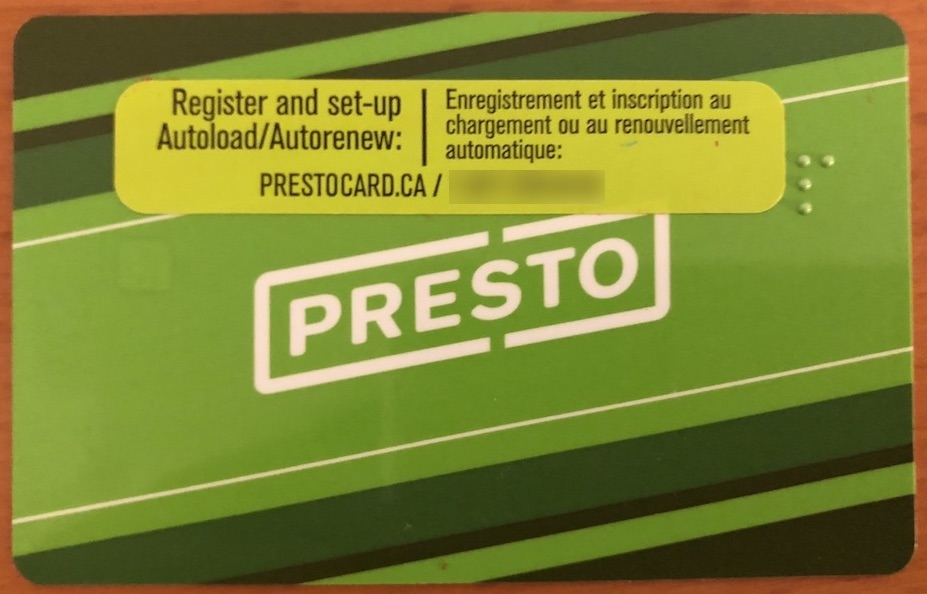 Register and set-up
Autoload/Autorenew:
Enregistrement et inscription au
chargement ou au renouvellement
automatique:
PRESTOCARD.CA /
PRESTO